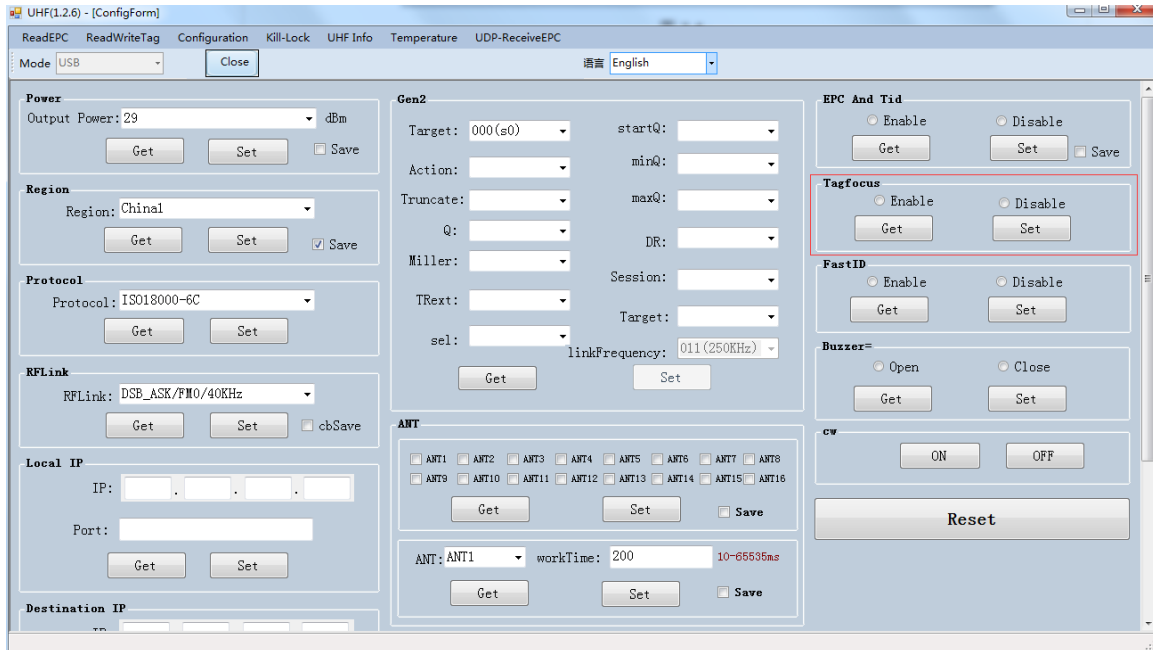 UHF(1.2.6) - [ConfigForm]
ReadEPC ReadWriteTag Configuration Kill-Lock UHF Info Temperature UDP-ReceiveEPC
Mode USB Close 语言 English
Power
Output Power: 29 dBm
Get Set Save
Region
Region: China1
Get Set Save
Protocol
Protocol: ISO18000-6C
Get Set
RFLink
RFLink: DSB_ASK/FM0/40KHz
Get Set cbSave
Local IP
IP: . . .
Port:
Get Set
Destination IP
Gen2
Target: 000(s0) startQ:
Action: minQ:
Truncate: maxQ:
Q: DR:
Miller: Session:
TRext: Target:
sel: linkFrequency: 011(250KHz)
Get Set
ANT
ANT1 ANT2 ANT3 ANT4 ANT5 ANT6 ANT7 ANT8
ANT9 ANT10 ANT11 ANT12 ANT13 ANT14 ANT15 ANT16
Get Set Save
ANT: ANT1 workTime: 200 10-65535ms
Get Set Save
EPC And Tid
Enable Disable
Get Set Save
Tagfocus
Enable Disable
Get Set
FastID
Enable Disable
Get Set
Buzzer=
Open Close
Get Set
cw
ON OFF
Reset